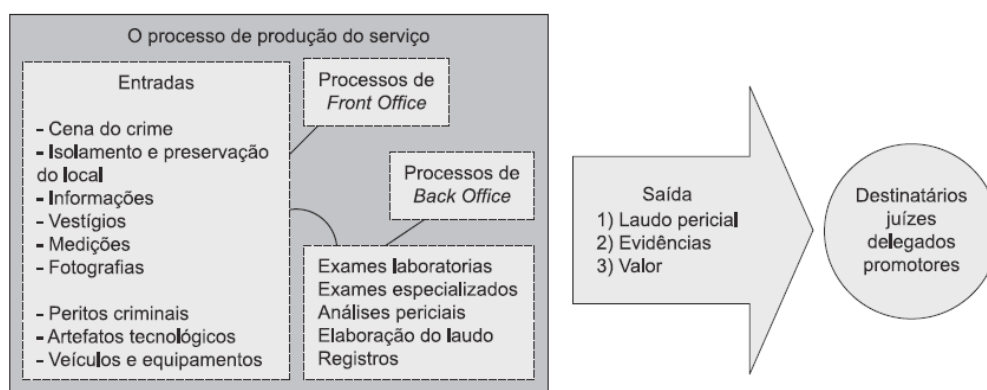 O processo de produção do serviço
Entradas
- Cena do crime
- Isolamento e preservação
do local
- Informações
- Vestígios
- Medições
- Fotografias
- Peritos criminais
- Artefatos tecnológicos
- Veículos e equipamentos
Processos de
Front Office
Processos de
Back Office
Exames laboratorias
Exames especializados
Análises periciais
Elaboração do laudo
Registros
Saída
1) Laudo pericial
2) Evidências
3) Valor
Destinatários
juízes
delegados
promotores